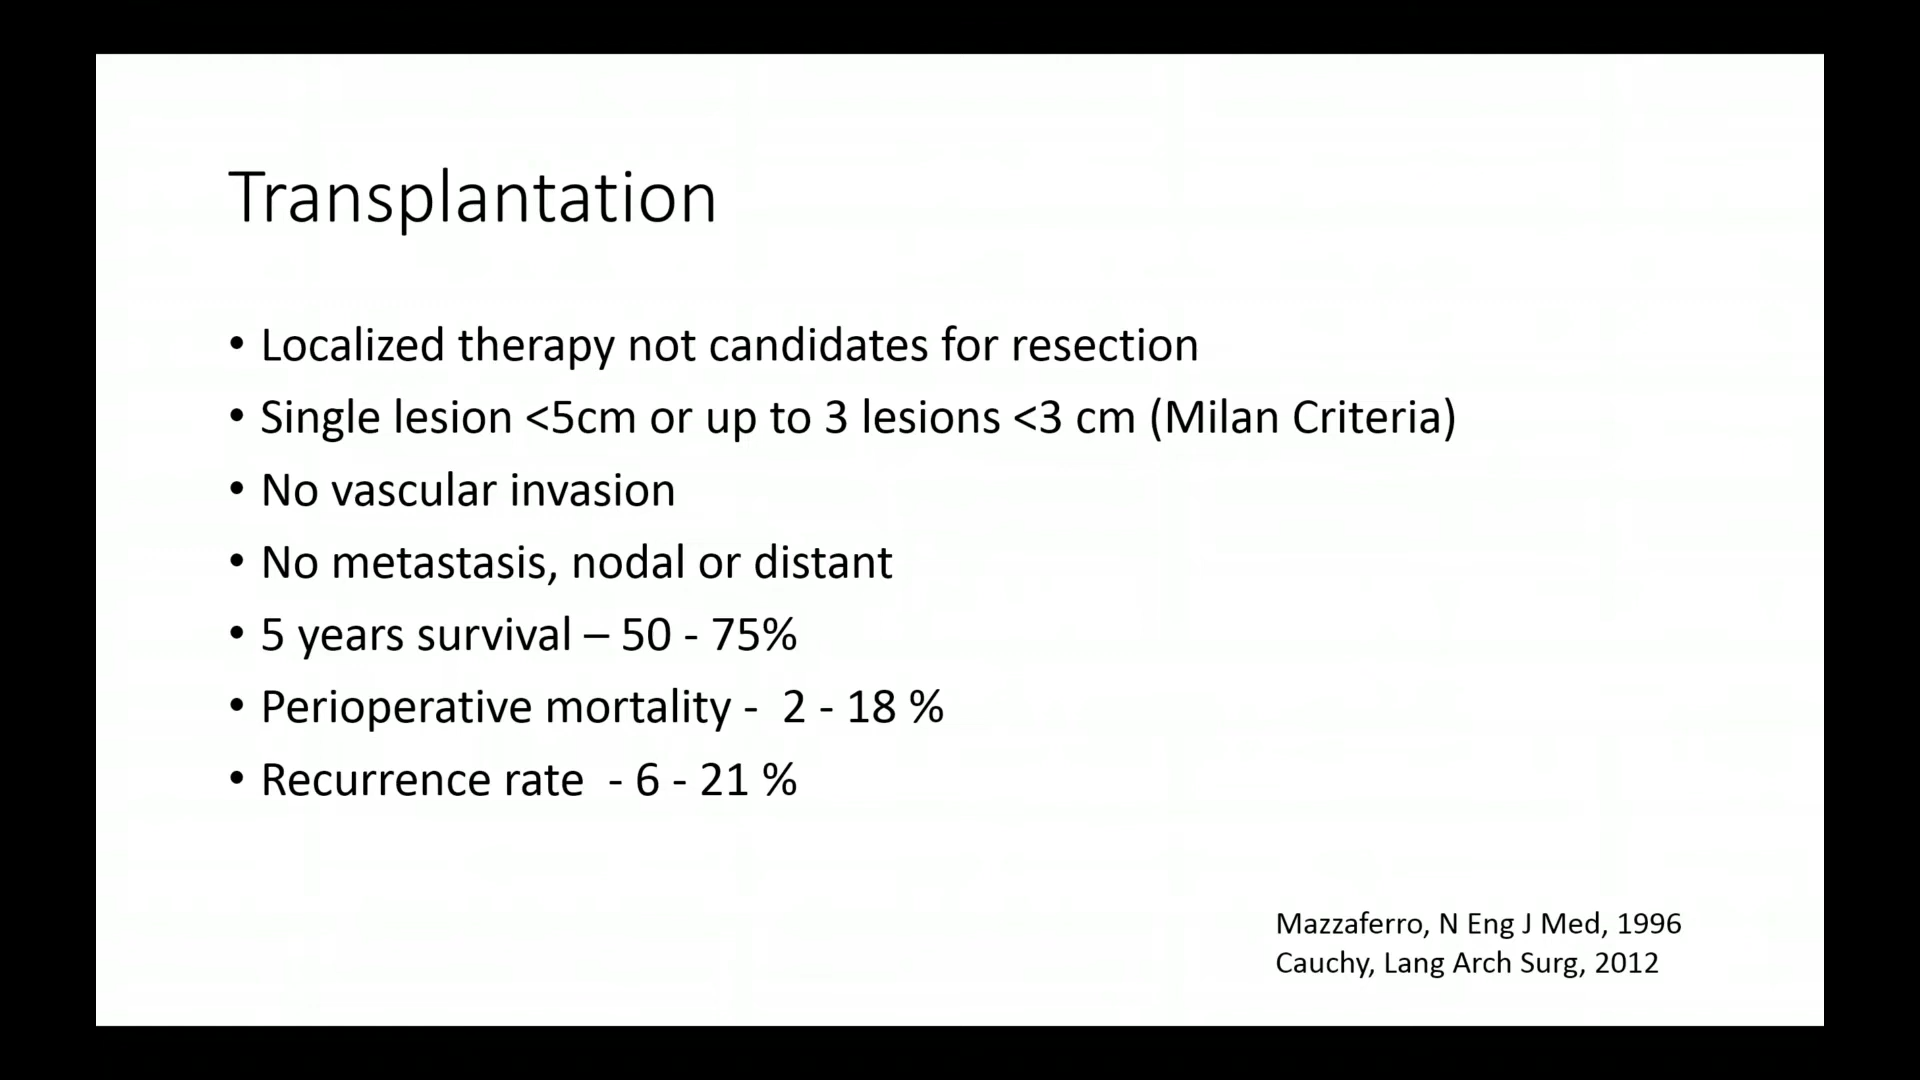 Transplantation
• Localized therapy not candidates for resection
• Single lesion <5cm or up to 3 lesions <3 cm (Milan Criteria)
• No vascular invasion
• No metastasis, nodal or distant
• 5 years survival – 50 - 75%
• Perioperative mortality -  2 - 18 %
• Recurrence rate  - 6 - 21 %
Mazzaferro, N Eng J Med, 1996
Cauchy, Lang Arch Surg, 2012